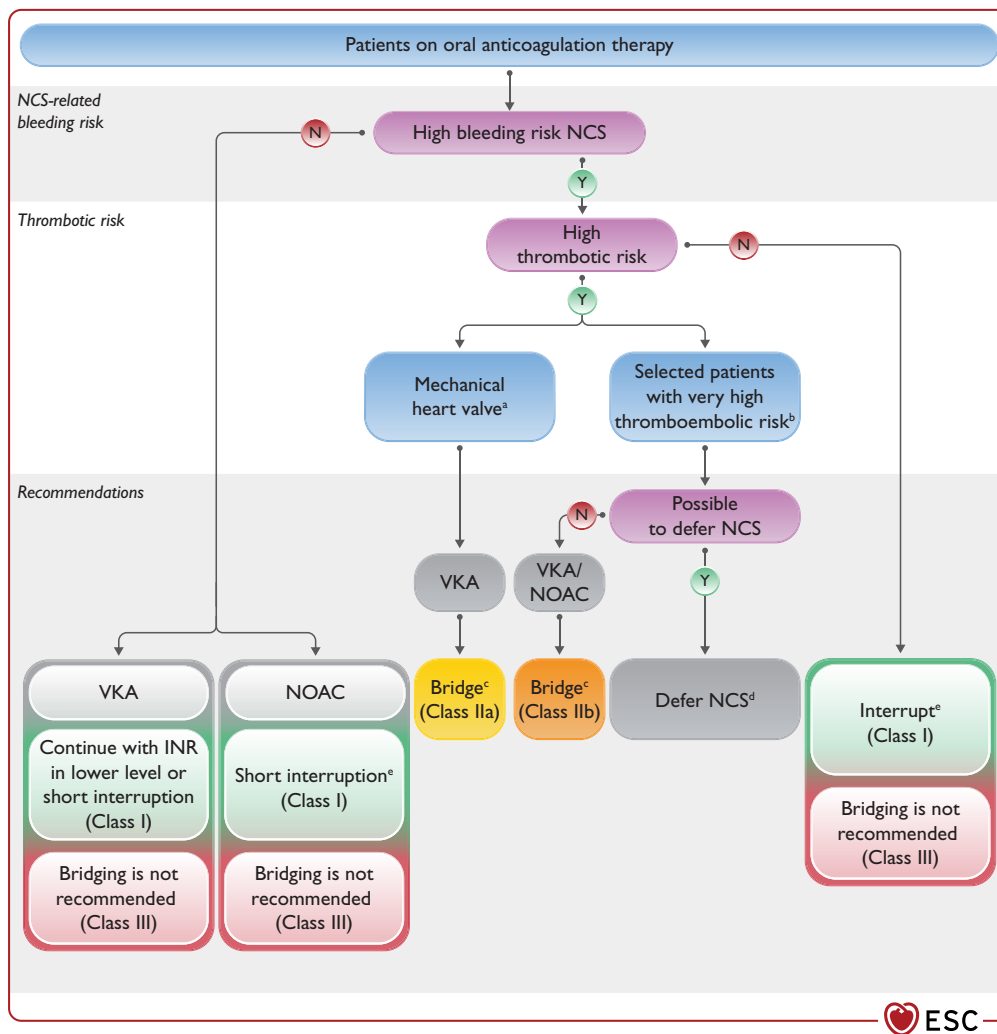 Patients on oral anticoagulation therapy
NCS-related
bleeding risk
N
High bleeding risk NCS
Y
Thrombotic risk
High
thrombotic risk
N
Y
Mechanical
heart valveᵃ
Selected patients
with very high
thromboembolic riskᵇ
Recommendations
N
Possible
to defer NCS
VKA
VKA/
NOAC
Y
VKA
Continue with INR
in lower level or
short interruption
(Class I)
Bridging is not
recommended
(Class III)
NOAC
Short interruptionᵉ
(Class I)
Bridging is not
recommended
(Class III)
Bridgeᶜ
(Class IIa)
Bridgeᶜ
(Class IIb)
Defer NCSᵈ
Interruptᵉ
(Class I)
Bridging is not
recommended
(Class III)
ESC